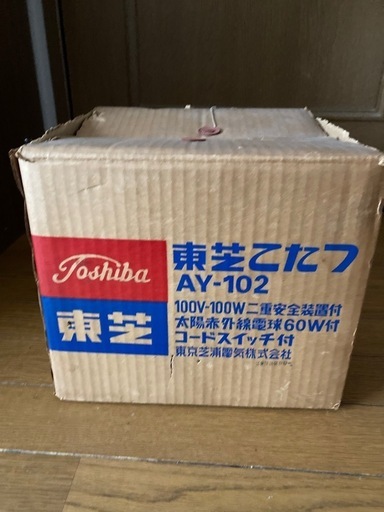 Toshiba
東芝
東芝こたつ
AY-102
100V-100W二重安全装置付
太陽赤外線電球60W付
コードスイッチ付
東京芝浦電気株式会社